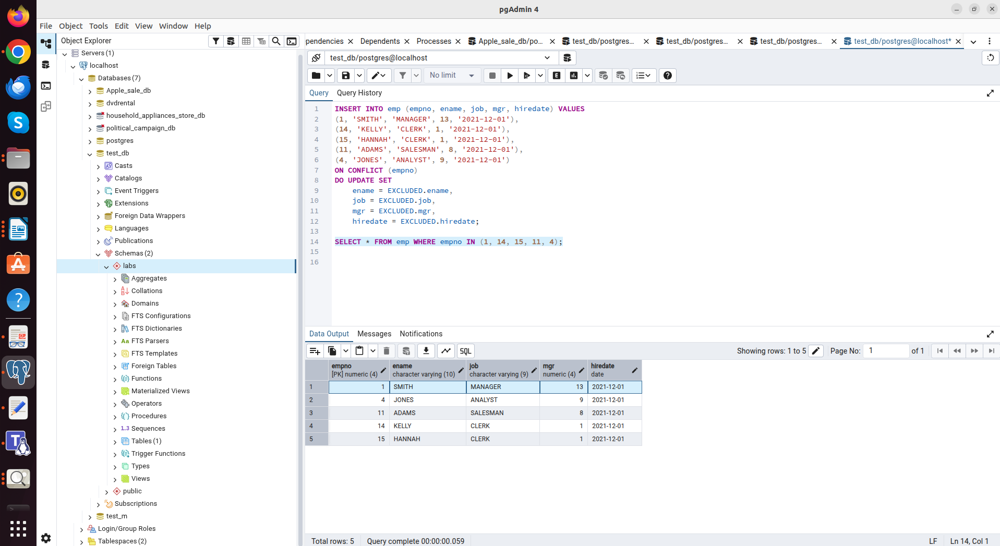 pgAdmin 4
File Object Tools Edit View Window Help
Object Explorer
Servers (1)
localhost
Databases (7)
Apple_sale_db
dvdrental
household_appliances_store_db
political_campaign_db
postgres
test_db
Casts
Catalogs
Event Triggers
Extensions
Foreign Data Wrappers
Languages
Publications
Schemas (2)
labs
Aggregates
Collations
Domains
FTS Configurations
FTS Dictionaries
Aa FTS Parsers
FTS Templates
Foreign Tables
Functions
Materialized Views
Operators
Procedures
1..3 Sequences
Tables (1)
Trigger Functions
Types
Views
public
Subscriptions
test_m
Login/Group Roles
Tablespaces (2)
pendencies Dependents Processes Apple_sale_db/po... test_db/postgres... test_db/postgres... test_db/postgres... test_db/postgres@localhost*
test_db/postgres@localhost
No limit
Query Query History
1 INSERT INTO emp (empno, ename, job, mgr, hiredate) VALUES
2 (1, 'SMITH', 'MANAGER', 13, '2021-12-01'),
3 (14, 'KELLY', 'CLERK', 1, '2021-12-01'),
4 (15, 'HANNAH', 'CLERK', 1, '2021-12-01'),
5 (11, 'ADAMS', 'SALESMAN', 8, '2021-12-01'),
6 (4, 'JONES', 'ANALYST', 9, '2021-12-01')
7 ON CONFLICT (empno)
8 DO UPDATE SET
9 ename = EXCLUDED.ename,
10 job = EXCLUDED.job,
11 mgr = EXCLUDED.mgr,
12 hiredate = EXCLUDED.hiredate;
13
14 SELECT * FROM emp WHERE empno IN (1, 14, 15, 11, 4);
15
16
Data Output Messages Notifications
SQL Showing rows: 1 to 5 Page No: 1 of 1
empno ename job mgr hiredate
[PK] numeric (4) character varying (10) character varying (9) numeric (4) date
1 1 SMITH MANAGER 13 2021-12-01
2 4 JONES ANALYST 9 2021-12-01
3 11 ADAMS SALESMAN 8 2021-12-01
4 14 KELLY CLERK 1 2021-12-01
5 15 HANNAH CLERK 1 2021-12-01
Total rows: 5 Query complete 00:00:00.059 LF Ln 14, Col 1